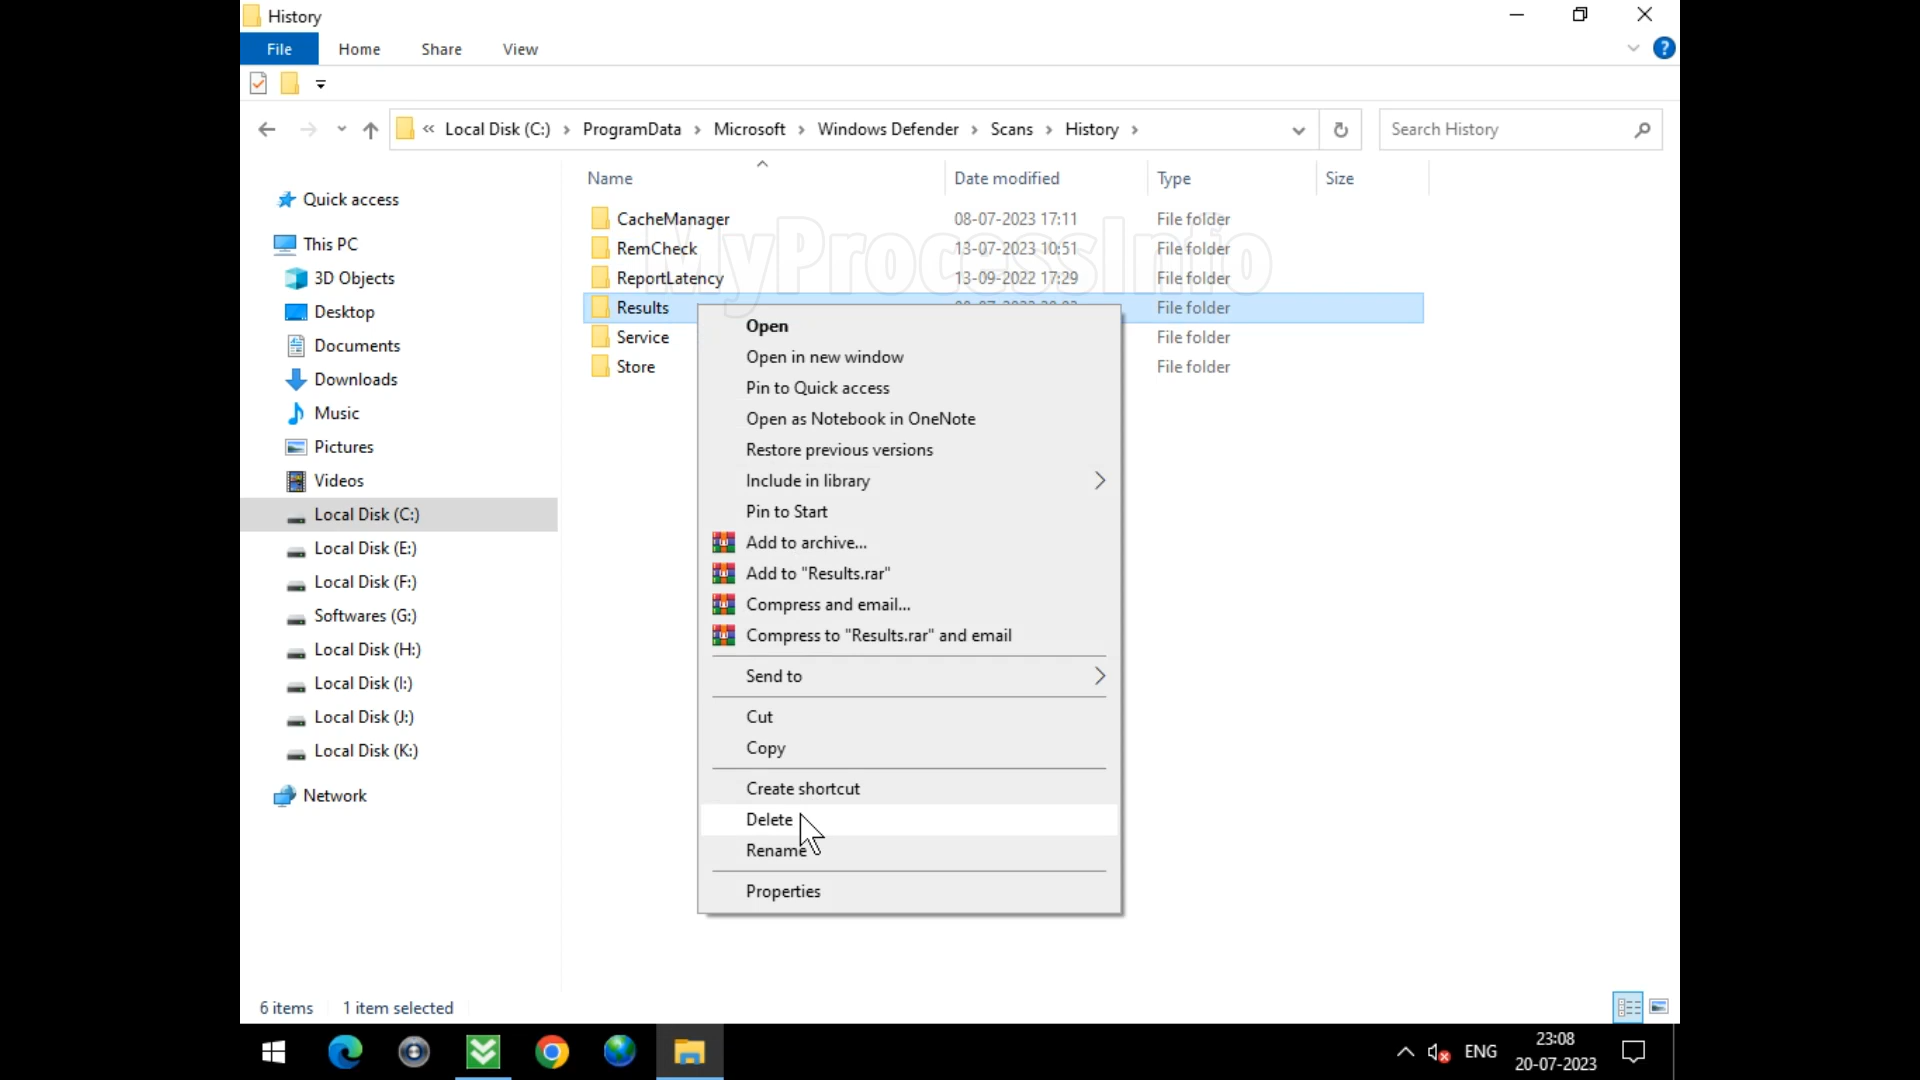 History
File Home Share View
« Local Disk (C:) › ProgramData › Microsoft › Windows Defender › Scans › History ›
Search History
Name Date modified Type Size
Quick access
This PC
3D Objects
Desktop
Documents
Downloads
Music
Pictures
Videos
Local Disk (C:)
Local Disk (E:)
Local Disk (F:)
Softwares (G:)
Local Disk (H:)
Local Disk (I:)
Local Disk (J:)
Local Disk (K:)
Network
CacheManager 08-07-2023 17:11 File folder
RemCheck 13-07-2023 10:51 File folder
ReportLatency 13-09-2022 17:29 File folder
Results File folder
Service File folder
Store File folder
MyProcessInfo
Open
Open in new window
Pin to Quick access
Open as Notebook in OneNote
Restore previous versions
Include in library
Pin to Start
Add to archive...
Add to "Results.rar"
Compress and email...
Compress to "Results.rar" and email
Send to
Cut
Copy
Create shortcut
Delete
Rename
Properties
6 items 1 item selected
ENG
23:08
20-07-2023